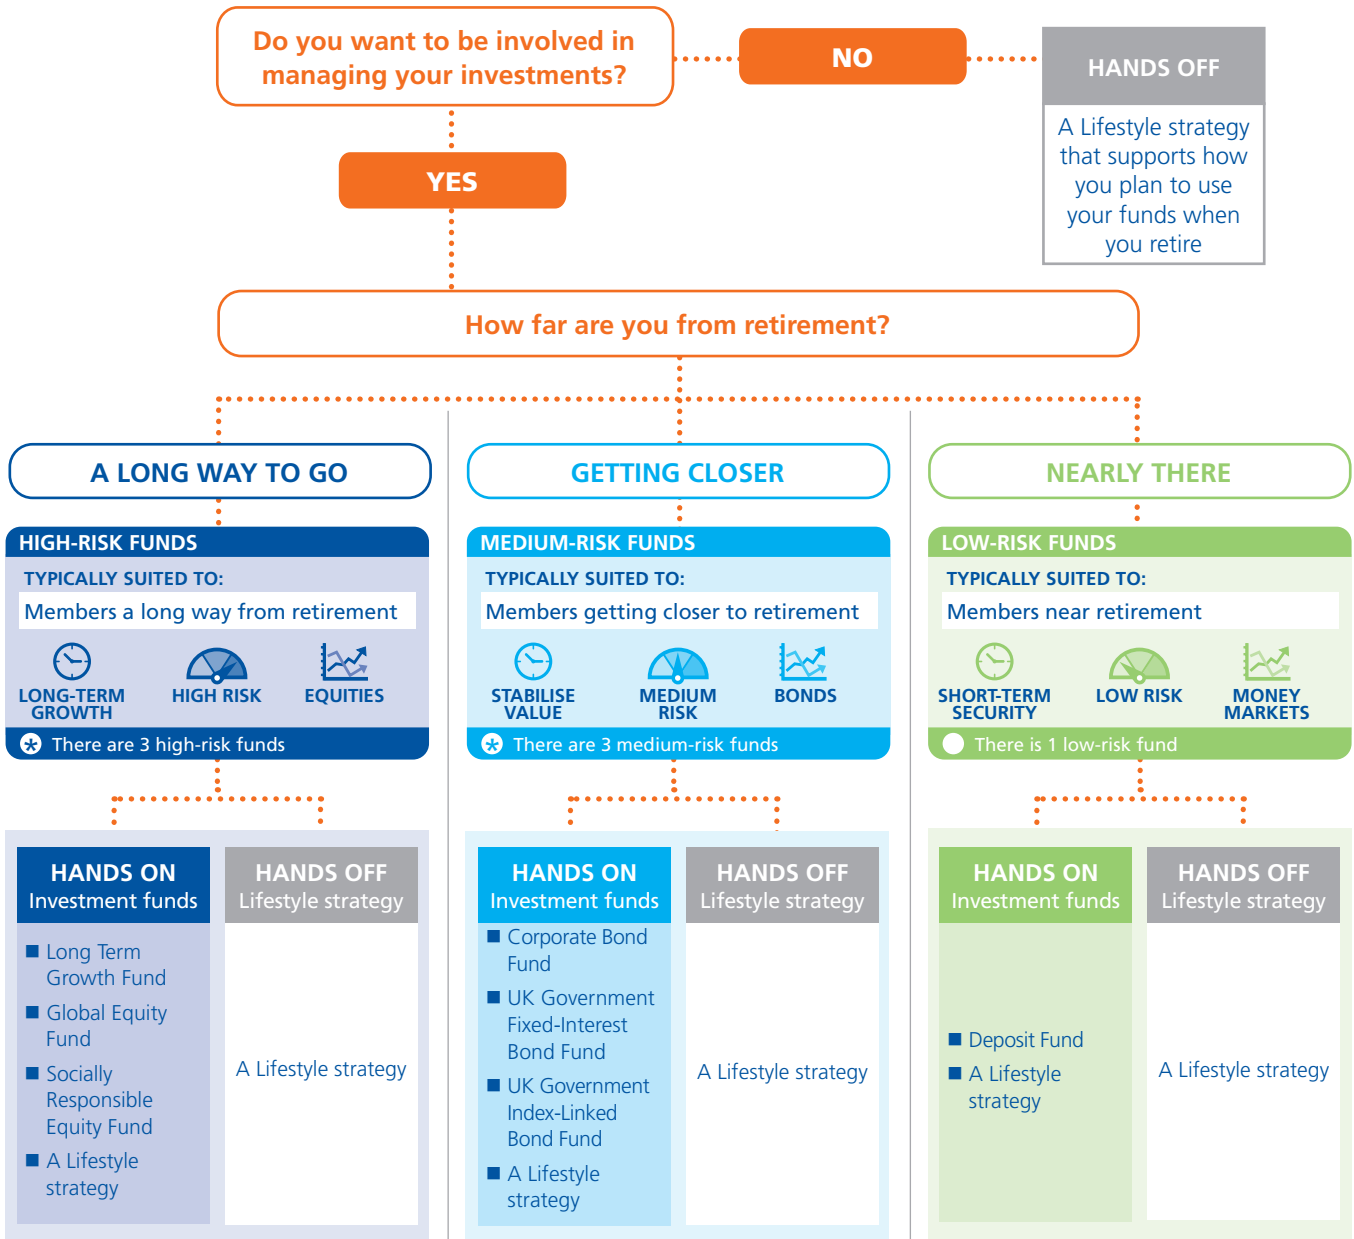 Do you want to be involved in
managing your investments?
NO
HANDS OFF
A Lifestyle strategy
that supports how
you plan to use
your funds when
you retire
YES
How far are you from retirement?
A LONG WAY TO GO
HIGH-RISK FUNDS
TYPICALLY SUITED TO:
Members a long way from retirement
LONG-TERM
GROWTH
HIGH RISK
EQUITIES
* There are 3 high-risk funds
HANDS ON
Investment funds
■ Long Term
Growth Fund
■ Global Equity
Fund
■ Socially
Responsible
Equity Fund
■ A Lifestyle
strategy
HANDS OFF
Lifestyle strategy
A Lifestyle strategy
GETTING CLOSER
MEDIUM-RISK FUNDS
TYPICALLY SUITED TO:
Members getting closer to retirement
STABILISE
VALUE
MEDIUM
RISK
BONDS
* There are 3 medium-risk funds
HANDS ON
Investment funds
■ Corporate Bond
Fund
■ UK Government
Fixed-Interest
Bond Fund
■ UK Government
Index-Linked
Bond Fund
■ A Lifestyle
strategy
HANDS OFF
Lifestyle strategy
A Lifestyle strategy
NEARLY THERE
LOW-RISK FUNDS
TYPICALLY SUITED TO:
Members near retirement
SHORT-TERM
SECURITY
LOW RISK
MONEY
MARKETS
There is 1 low-risk fund
HANDS ON
Investment funds
■ Deposit Fund
■ A Lifestyle
strategy
HANDS OFF
Lifestyle strategy
A Lifestyle strategy